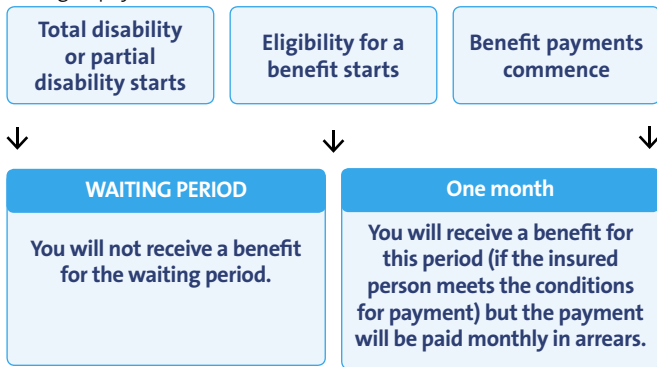 Total disability
or partial
disability starts
Eligibility for a
benefit starts
Benefit payments
commence
WAITING PERIOD
You will not receive a benefit
for the waiting period.
One month
You will receive a benefit for
this period (if the insured
person meets the conditions
for payment) but the payment
will be paid monthly in arrears.